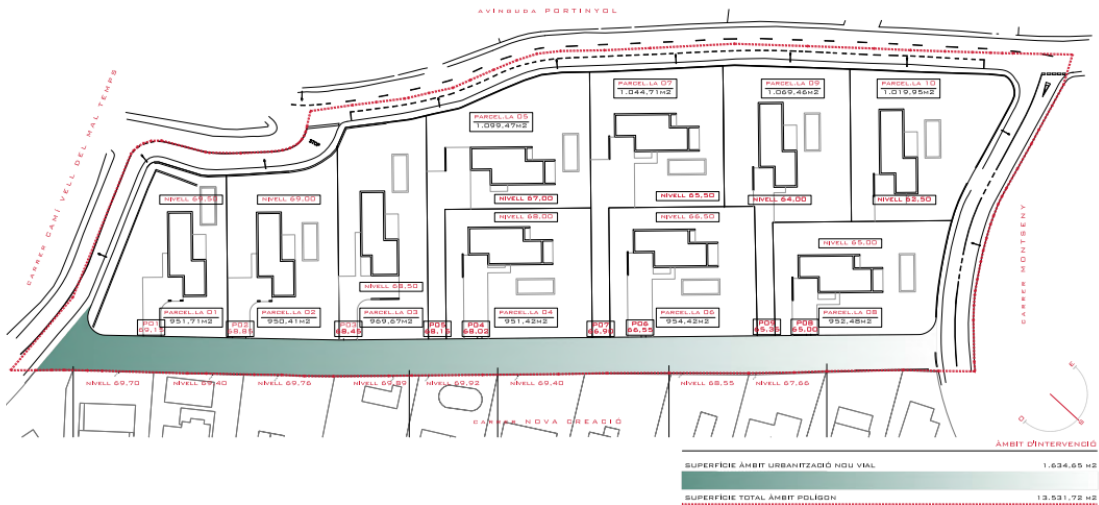 AVINGUDA PORTINYOL
CARRER CAMÍ VELL DEL MAL TEMPS
STOP
PARCEL.LA 05
1.099,47M2
PARCEL.LA 07
1.044,71M2
PARCEL.LA 09
1.069,46M2
PARCEL.LA 10
1.019,95M2
NIVELL 69.50
NIVELL 69.00
NIVELL 67,00
NIVELL 68,00
NIVELL 65,50
NIVELL 66,50
NIVELL 64.00
NIVELL 62.50
NIVELL 65.00
NIVELL 68,50
CARRER MONTSENY
PARCEL.LA 01
951,71M2
PARCEL.LA 02
950,41M2
PARCEL.LA 03
969,67M2
PARCEL.LA 04
951,42M2
PARCEL.LA 06
954,42M2
PARCEL.LA 08
952,48M2
P01
69,15
P02
68,85
P03
68,45
P05
68,15
P04
68,02
P07
66,90
P06
66,55
P09
65,35
P08
65,00
NIVELL 69.70
NIVELL 69,40
NIVELL 69,76
NIVELL 69,89
NIVELL 69,92
NIVELL 69,40
NIVELL 68,55
NIVELL 67,66
CARRER NOVA CREACIÓ
ÀMBIT D'INTERVENCIÓ
SUPERFÍCIE ÀMBIT URBANITZACIÓ NOU VIAL 1.634,65 M2
SUPERFÍCIE TOTAL ÀMBIT POLÍGON 13.531,72 M2